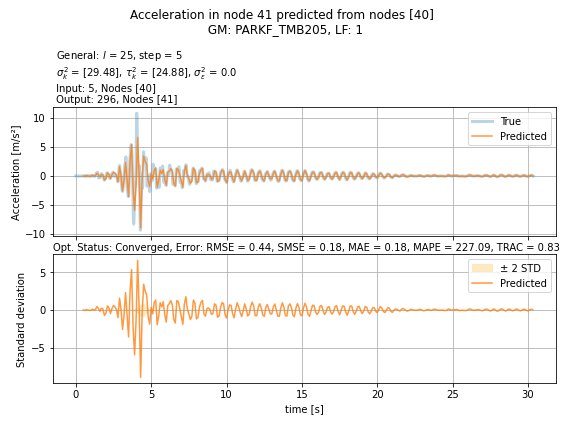 Acceleration in node 41 predicted from nodes [40]
GM: PARKF_TMB205, LF: 1
General: l = 25, step = 5
σ²ₖ = [29.48], τ²ₖ = [24.88], σ²ₑ = 0.0
Input: 5, Nodes [40]
Output: 296, Nodes [41]
Acceleration [m/s²]
10
5
0
−5
−10
True
Predicted
Opt. Status: Converged, Error: RMSE = 0.44, SMSE = 0.18, MAE = 0.18, MAPE = 227.09, TRAC = 0.83
Standard deviation
5
0
−5
± 2 STD
Predicted
0 5 10 15 20 25 30
time [s]